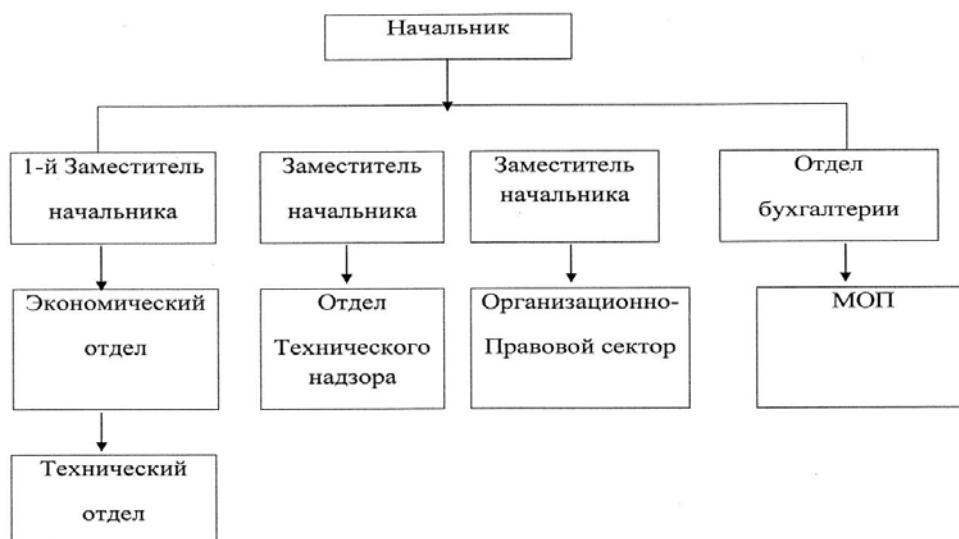 Начальник
1-й Заместитель
начальника
Заместитель
начальника
Заместитель
начальника
Отдел
бухгалтерии
Экономический
отдел
Отдел
Технического
надзора
Организационно-
Правовой сектор
МОП
Технический
отдел